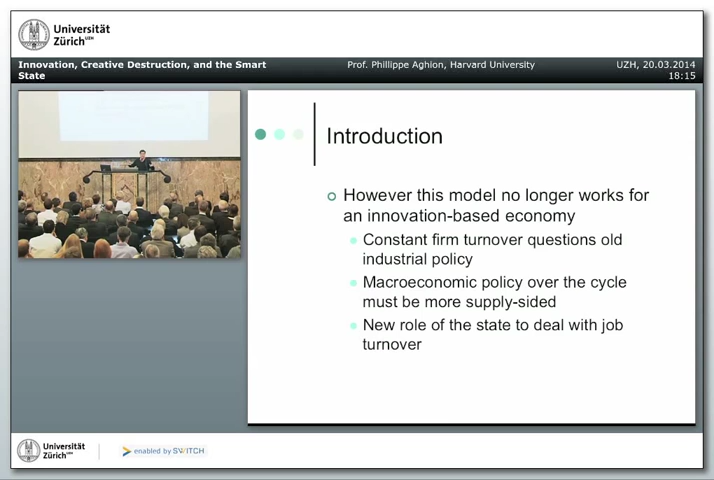 Universität
Zürich UZH
Innovation, Creative Destruction, and the Smart
State
Prof. Phillippe Aghion, Harvard University
UZH, 20.03.2014
18:15
Introduction
However this model no longer works for
an innovation-based economy
Constant firm turnover questions old
industrial policy
Macroeconomic policy over the cycle
must be more supply-sided
New role of the state to deal with job
turnover
Universität
Zürich UZH
enabled by SWITCH